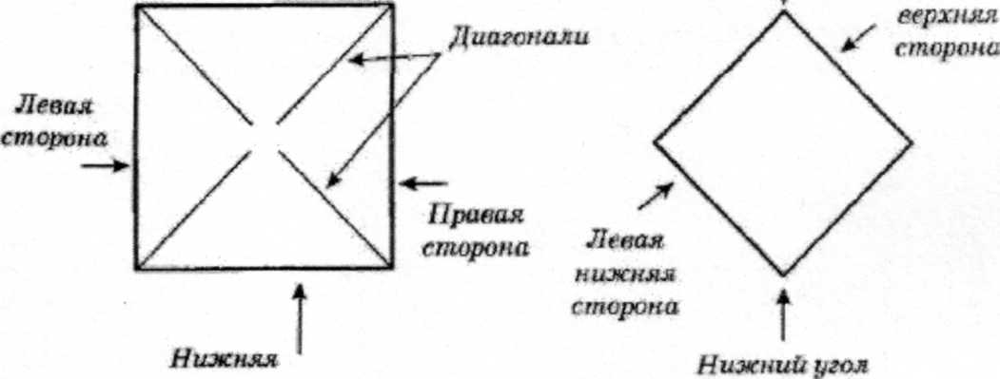 Диагонали
Левая
сторона
Правая
сторона
Нижняя
верхняя
сторона
Левая
нижняя
сторона
Нижний угол